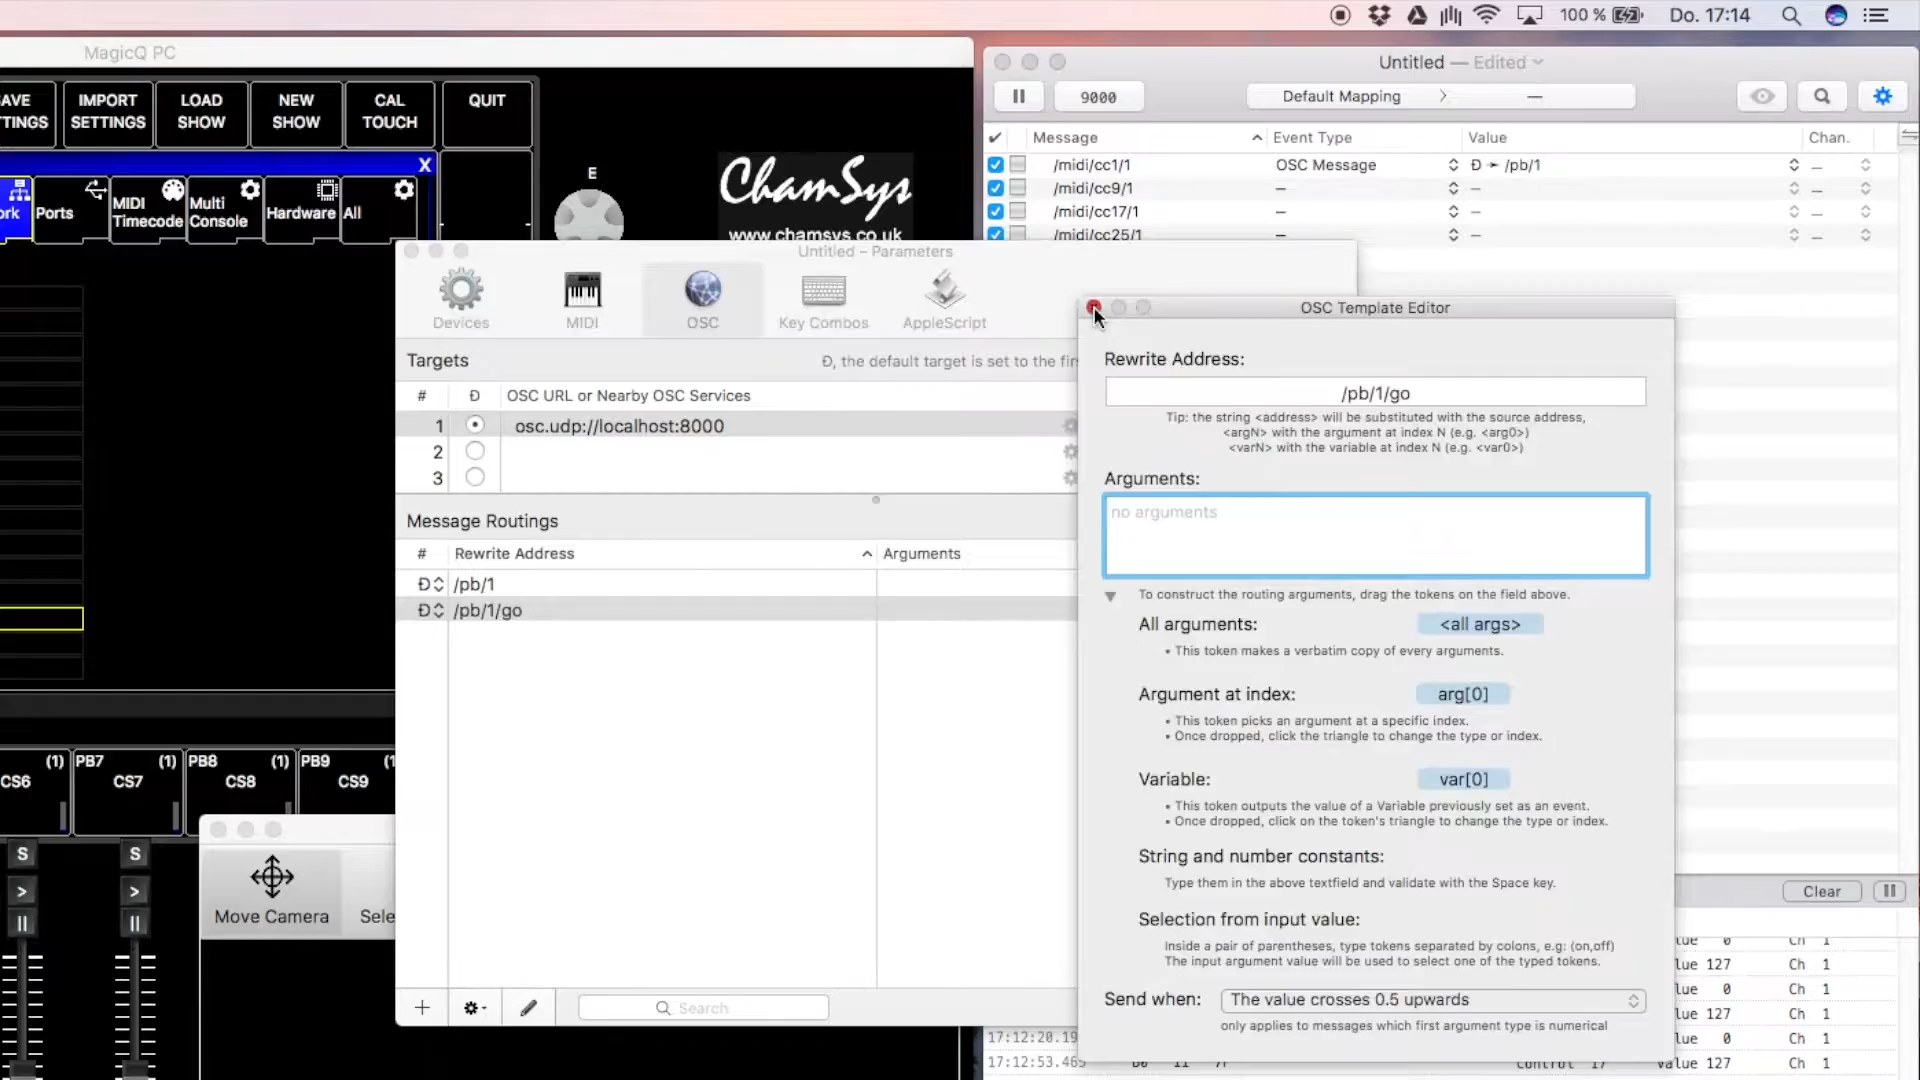 100 %
Do. 17:14
MagicQ PC
AVE
TINGS
IMPORT
SETTINGS
LOAD
SHOW
NEW
SHOW
CAL
TOUCH
QUIT
X
ork
Ports
MIDI
Timecode
Multi
Console
Hardware
All
E
ChamSys
www.chamsys.co.uk
Untitled — Edited
9000
Default Mapping
—
Message
Event Type
Value
Chan.
/midi/cc1/1
OSC Message
Ð ➛ /pb/1
—
/midi/cc9/1
—
–
—
/midi/cc17/1
—
–
—
/midi/cc25/1
—
–
—
Untitled – Parameters
Devices
MIDI
OSC
Key Combos
AppleScript
Targets
Ð, the default target is set to the fir
#
Ð
OSC URL or Nearby OSC Services
1
osc.udp://localhost:8000
2
3
Message Routings
#
Rewrite Address
Arguments
Ð /pb/1
Ð /pb/1/go
Search
OSC Template Editor
Rewrite Address:
/pb/1/go
Tip: the string <address> will be substituted with the source address,
<argN> with the argument at index N (e.g. <arg0>)
<varN> with the variable at index N (e.g. <var0>)
Arguments:
no arguments
To construct the routing arguments, drag the tokens on the field above.
All arguments:
<all args>
• This token makes a verbatim copy of every arguments.
Argument at index:
arg[0]
• This token picks an argument at a specific index.
• Once dropped, click the triangle to change the type or index.
Variable:
var[0]
• This token outputs the value of a Variable previously set as an event.
• Once dropped, click on the token's triangle to change the type or index.
String and number constants:
Type them in the above textfield and validate with the Space key.
Selection from input value:
Inside a pair of parentheses, type tokens separated by colons, e.g: (on,off)
The input argument value will be used to select one of the typed tokens.
Send when:
The value crosses 0.5 upwards
only applies to messages which first argument type is numerical
(1)
CS6
PB7 (1)
CS7
PB8 (1)
CS8
PB9 (1
CS9
S
S
>
>
Move Camera
Sele
Clear
lue 0 Ch 1
lue 127 Ch 1
lue 0 Ch 1
lue 127 Ch 1
17:12:20.19
lue 0 Ch 1
17:12:53.465
Control 17
Value 127 Ch 1